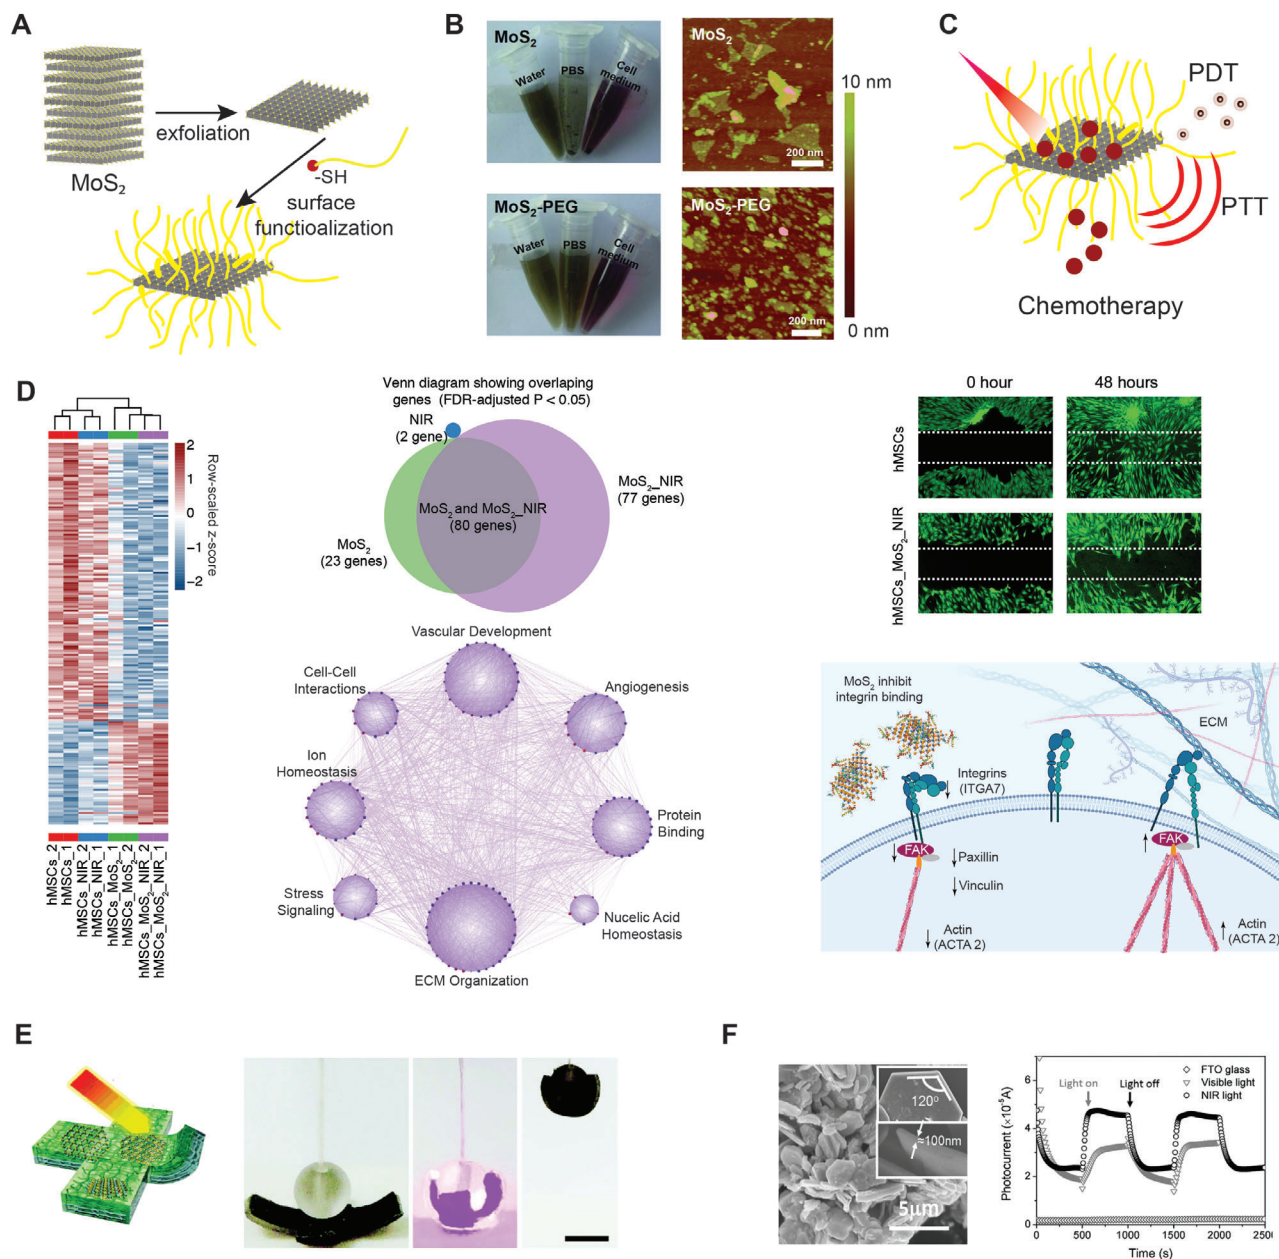 A
MoS2
exfoliation
-SH
surface
functioalization
B
MoS2
Water
PBS
Cell
medium
MoS2
200 nm
MoS2-PEG
Water
PBS
Cell
medium
MoS2-PEG
200 nm
10 nm
0 nm
C
PDT
PTT
Chemotherapy
D
2
1
0
−1
−2
Row-scaled z-score
hMSCs_2
hMSCs_1
hMSCs_NIR_2
hMSCs_NIR_1
hMSCs_MoS2_1
hMSCs_MoS2_2
hMSCs_MoS2_NIR_2
hMSCs_MoS2_NIR_1
Venn diagram showing overlaping
genes (FDR-adjusted P < 0.05)
NIR
(2 gene)
MoS2_NIR
(77 genes)
MoS2 and MoS2_NIR
(80 genes)
MoS2
(23 genes)
Vascular Development
Cell-Cell
Interactions
Angiogenesis
Ion
Homeostasis
Protein
Binding
Stress
Signaling
Nucelic Acid
Homeostasis
ECM Organization
0 hour
48 hours
hMSCs
hMSCs_MoS2_NIR
MoS2 inhibit
integrin binding
ECM
Integrins
(ITGA7)
FAK
Paxillin
Vinculin
Actin
(ACTA 2)
FAK
Actin
(ACTA 2)
E
F
120°
≈100nm
5µm
Photocurrent (×10-5A)
6
4
2
0
Light on
Light off
FTO glass
Visible light
NIR light
0
500
1000
1500
2000
2500
Time (s)